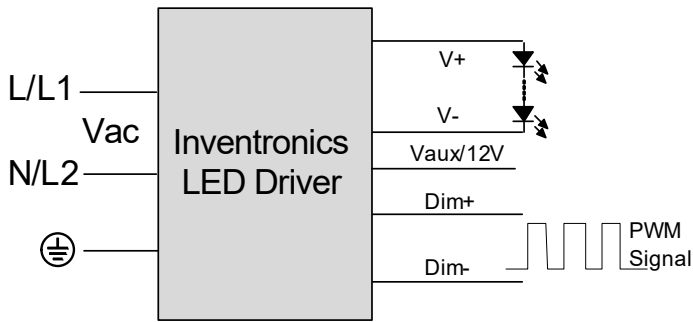 L/L1
Vac
N/L2
Inventronics
LED Driver
V+
V-
Vaux/12V
Dim+
Dim-
PWM
Signal